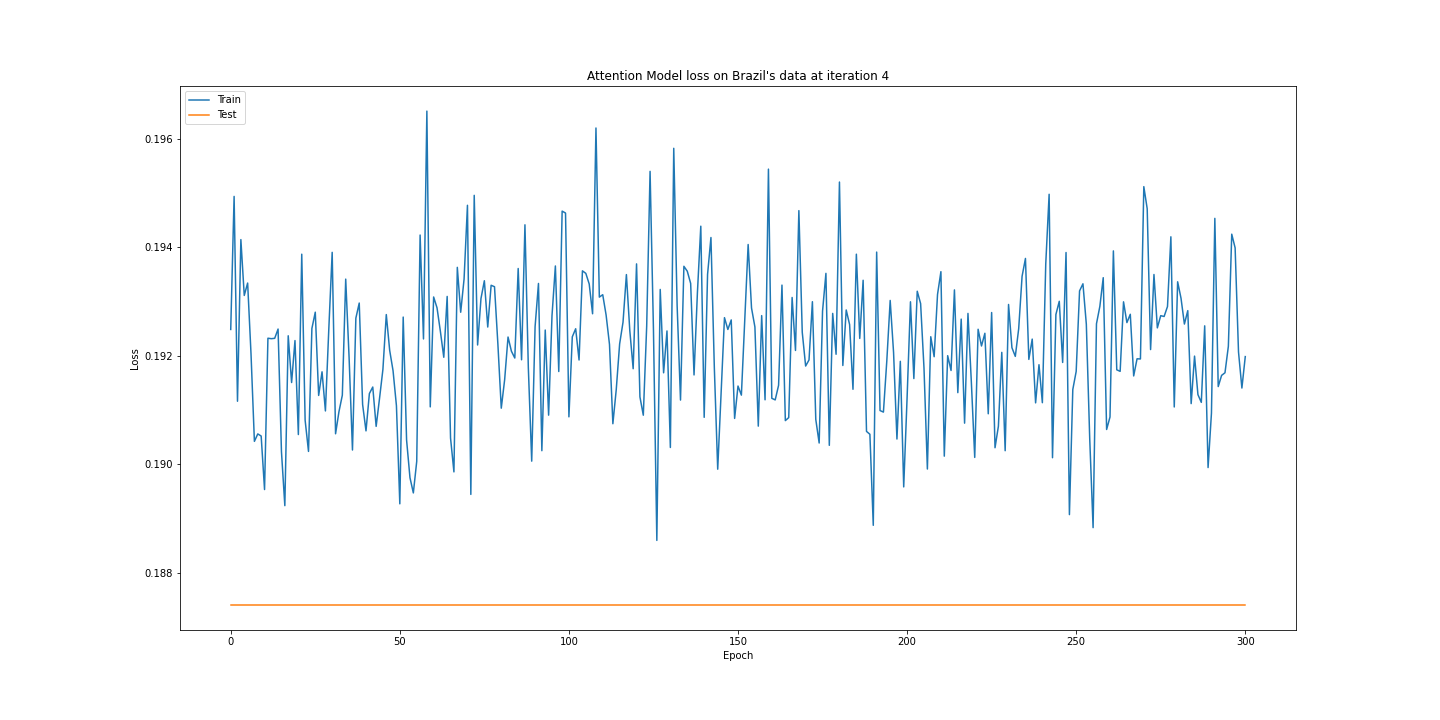 Attention Model loss on Brazil's data at iteration 4
Train
Test
0.196
0.194
0.192
0.190
0.188
Loss
0
50
100
150
200
250
300
Epoch